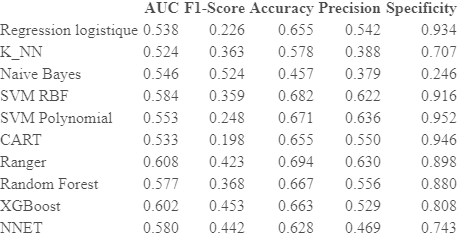 AUC F1-Score Accuracy Precision Specificity
Regression logistique 0.538 0.226 0.655 0.542 0.934
K_NN 0.524 0.363 0.578 0.388 0.707
Naive Bayes 0.546 0.524 0.457 0.379 0.246
SVM RBF 0.584 0.359 0.682 0.622 0.916
SVM Polynomial 0.553 0.248 0.671 0.636 0.952
CART 0.533 0.198 0.655 0.550 0.946
Ranger 0.608 0.423 0.694 0.630 0.898
Random Forest 0.577 0.368 0.667 0.556 0.880
XGBoost 0.602 0.453 0.663 0.529 0.808
NNET 0.580 0.442 0.628 0.469 0.743